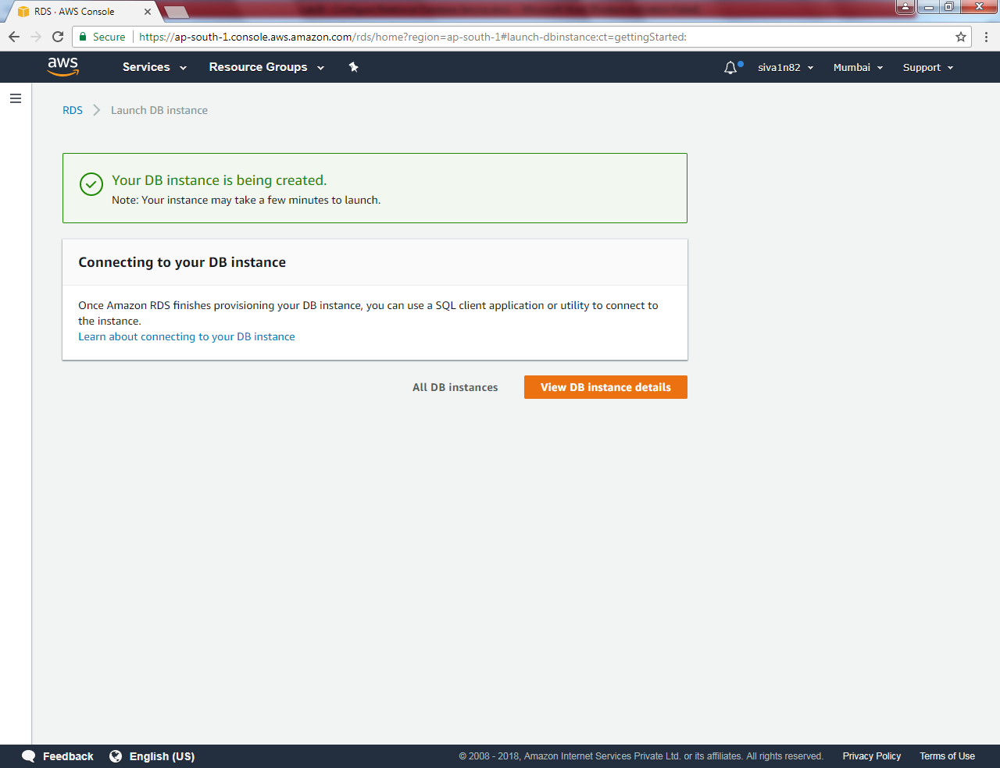 RDS · AWS Console
Secure
https://ap-south-1.console.aws.amazon.com/rds/home?region=ap-south-1#launch-dbinstance:ct=gettingStarted:
aws
Services
Resource Groups
siva1n82
Mumbai
Support
RDS
Launch DB instance
Your DB instance is being created.
Note: Your instance may take a few minutes to launch.
Connecting to your DB instance
Once Amazon RDS finishes provisioning your DB instance, you can use a SQL client application or utility to connect to
the instance.
Learn about connecting to your DB instance
All DB instances
View DB instance details
Feedback
English (US)
© 2008 - 2018, Amazon Internet Services Private Ltd. or its affiliates. All rights reserved.
Privacy Policy
Terms of Use